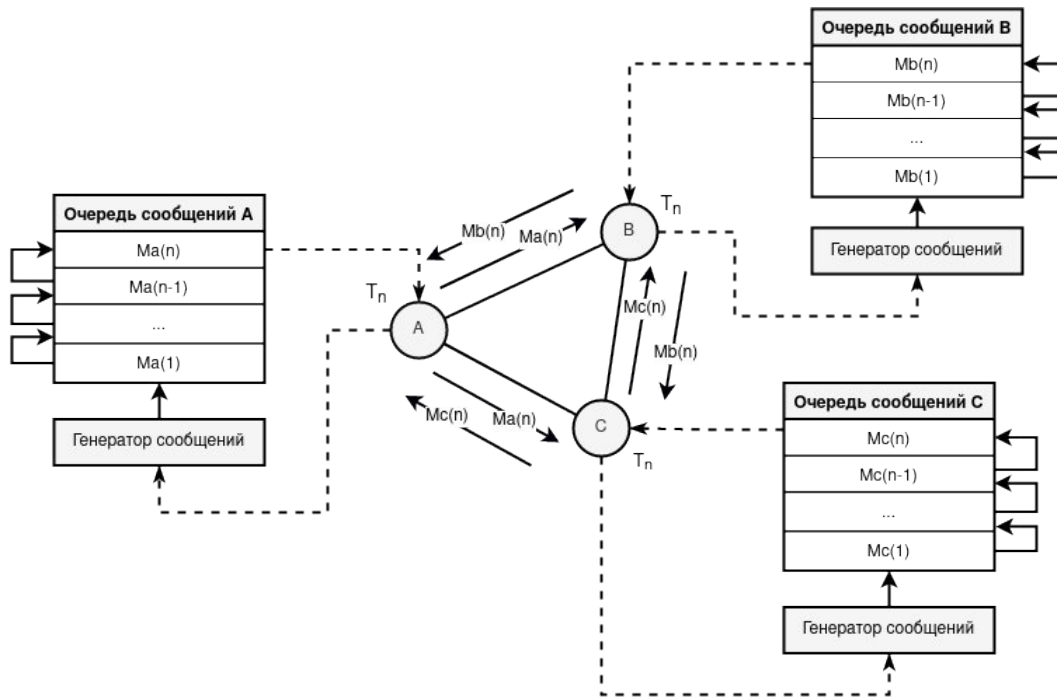 Очередь сообщений B
Mb(n)
Mb(n-1)
...
Mb(1)
Генератор сообщений
Очередь сообщений A
Ma(n)
Ma(n-1)
...
Ma(1)
Генератор сообщений
Tn
B
Mb(n)
Ma(n)
Tn
A
Mc(n)
Mb(n)
Mc(n)
Ma(n)
C
Tn
Очередь сообщений C
Mc(n)
Mc(n-1)
...
Mc(1)
Генератор сообщений